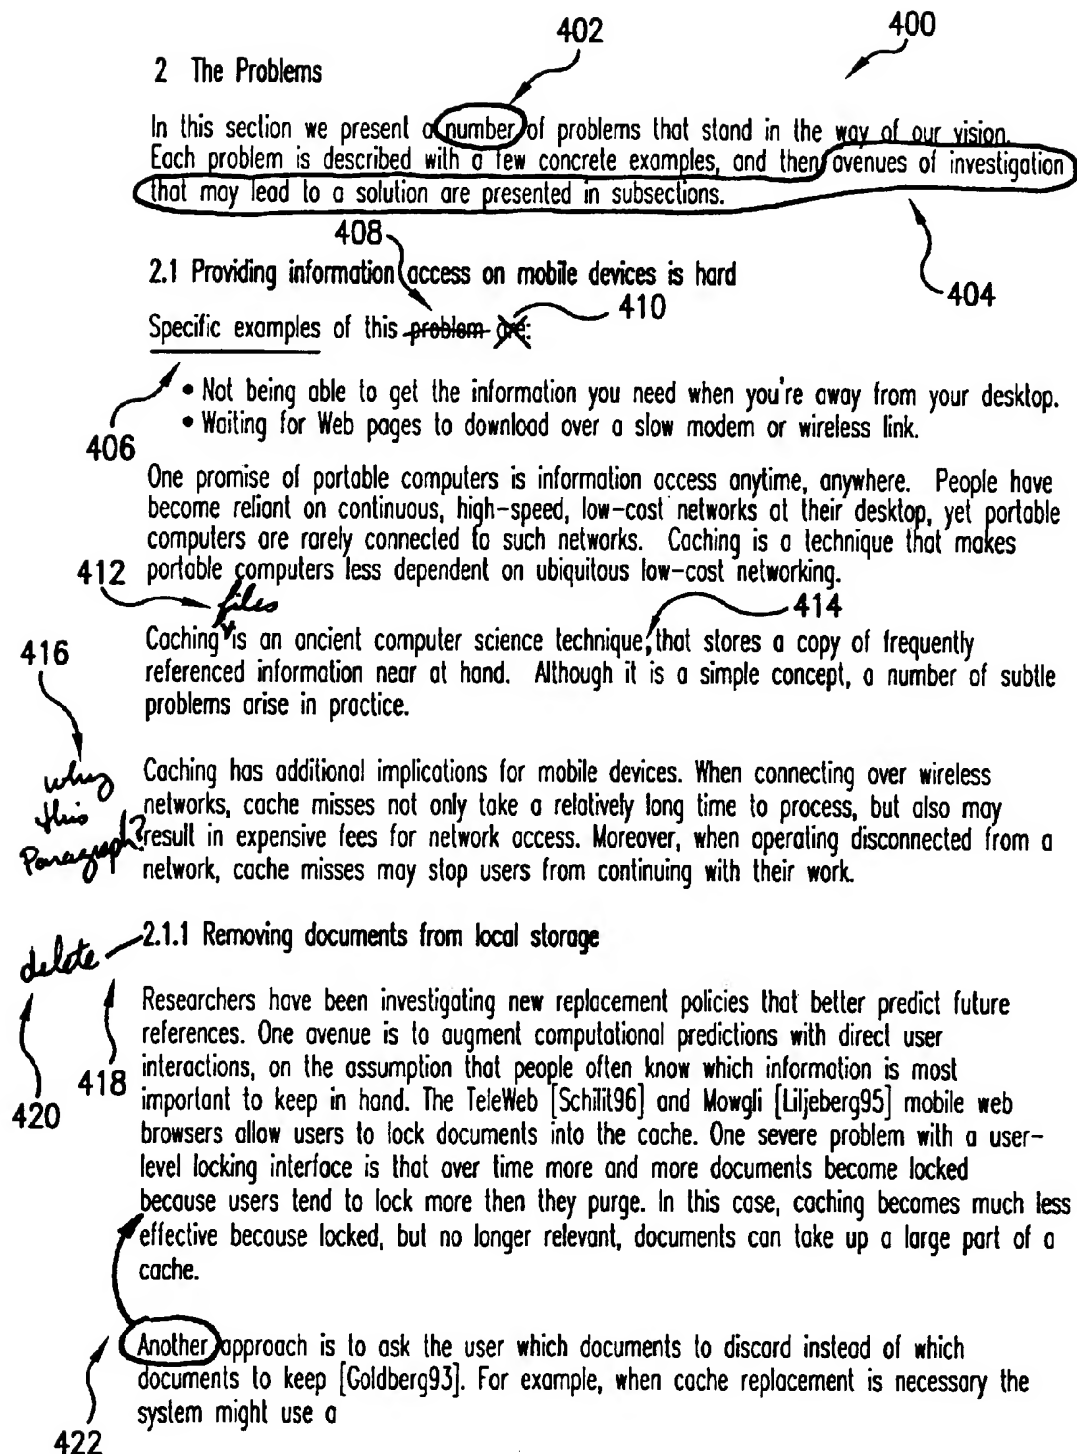 402
400
2 The Problems
In this section we present a number of problems that stand in the way of our vision.
Each problem is described with a few concrete examples, and then avenues of investigation
that may lead to a solution are presented in subsections.
408
404
2.1 Providing information access on mobile devices is hard
410
Specific examples of this problem are:
• Not being able to get the information you need when you're away from your desktop.
• Waiting for Web pages to download over a slow modem or wireless link.
406
One promise of portable computers is information access anytime, anywhere. People have
become reliant on continuous, high-speed, low-cost networks at their desktop, yet portable
computers are rarely connected to such networks. Caching is a technique that makes
412 portable computers less dependent on ubiquitous low-cost networking.
files
414
Caching is an ancient computer science technique, that stores a copy of frequently
416
referenced information near at hand. Although it is a simple concept, a number of subtle
problems arise in practice.
why
this
Paragraph?
Caching has additional implications for mobile devices. When connecting over wireless
networks, cache misses not only take a relatively long time to process, but also may
result in expensive fees for network access. Moreover, when operating disconnected from a
network, cache misses may stop users from continuing with their work.
delete
2.1.1 Removing documents from local storage
Researchers have been investigating new replacement policies that better predict future
references. One avenue is to augment computational predictions with direct user
interactions, on the assumption that people often know which information is most
418
420
important to keep in hand. The TeleWeb [Schilit96] and Mowgli [Liljeberg95] mobile web
browsers allow users to lock documents into the cache. One severe problem with a user-
level locking interface is that over time more and more documents become locked
because users tend to lock more then they purge. In this case, caching becomes much less
effective because locked, but no longer relevant, documents can take up a large part of a
cache.
Another approach is to ask the user which documents to discard instead of which
documents to keep [Goldberg93]. For example, when cache replacement is necessary the
system might use a
422